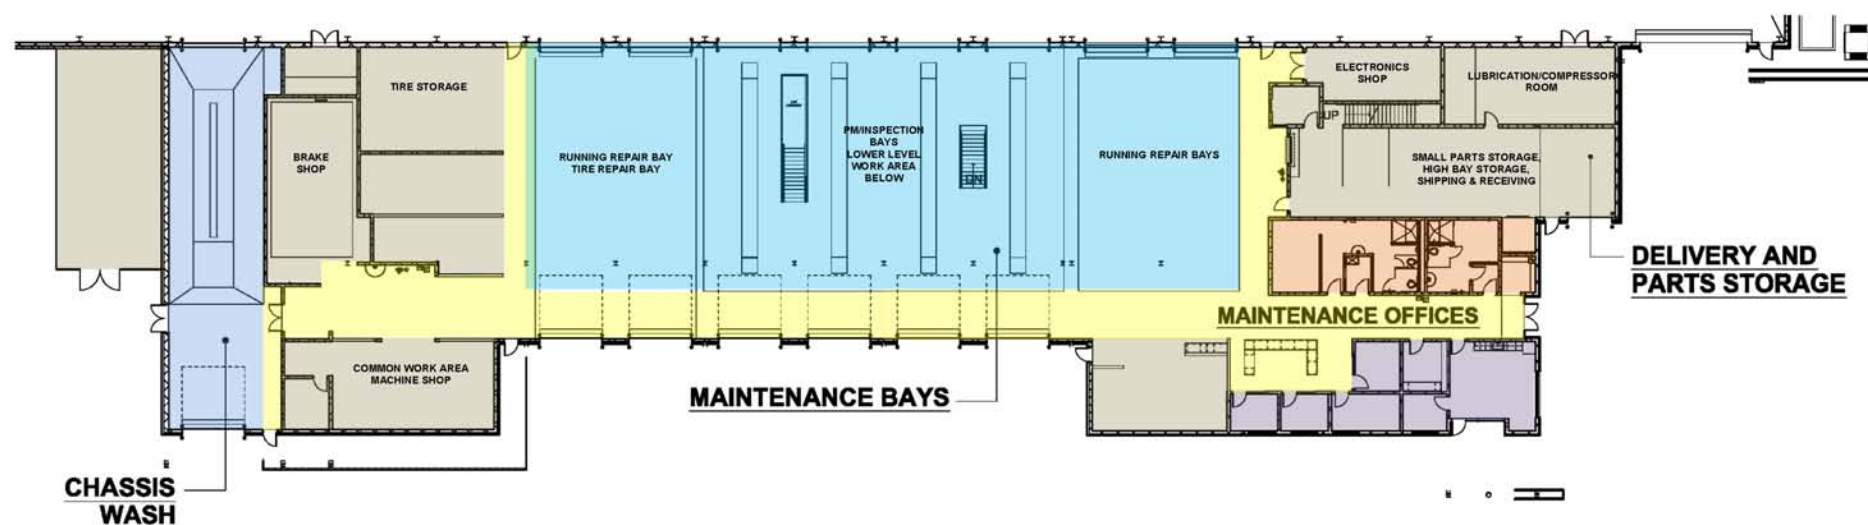 TIRE STORAGE
BRAKE
SHOP
RUNNING REPAIR BAY
TIRE REPAIR BAY
PM/INSPECTION
BAYS
LOWER LEVEL
WORK AREA
BELOW
DN
RUNNING REPAIR BAYS
ELECTRONICS
SHOP
LUBRICATION/COMPRESSOR
ROOM
UP
SMALL PARTS STORAGE,
HIGH BAY STORAGE,
SHIPPING & RECEIVING
DELIVERY AND
PARTS STORAGE
MAINTENANCE OFFICES
COMMON WORK AREA
MACHINE SHOP
MAINTENANCE BAYS
CHASSIS
WASH